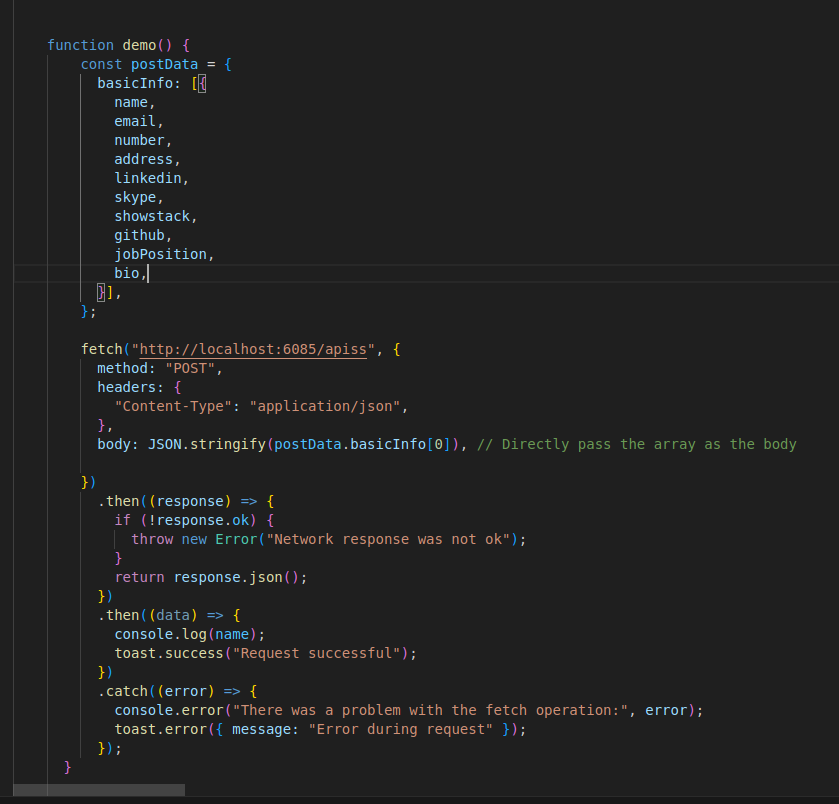 function demo() {
const postData = {
basicInfo: [{
name,
email,
number,
address,
linkedin,
skype,
showstack,
github,
jobPosition,
bio,
}],
};
fetch("http://localhost:6085/apiss", {
method: "POST",
headers: {
"Content-Type": "application/json",
},
body: JSON.stringify(postData.basicInfo[0]), // Directly pass the array as the body
})
.then((response) => {
if (!response.ok) {
throw new Error("Network response was not ok");
}
return response.json();
})
.then((data) => {
console.log(name);
toast.success("Request successful");
})
.catch((error) => {
console.error("There was a problem with the fetch operation:", error);
toast.error({ message: "Error during request" });
});
}